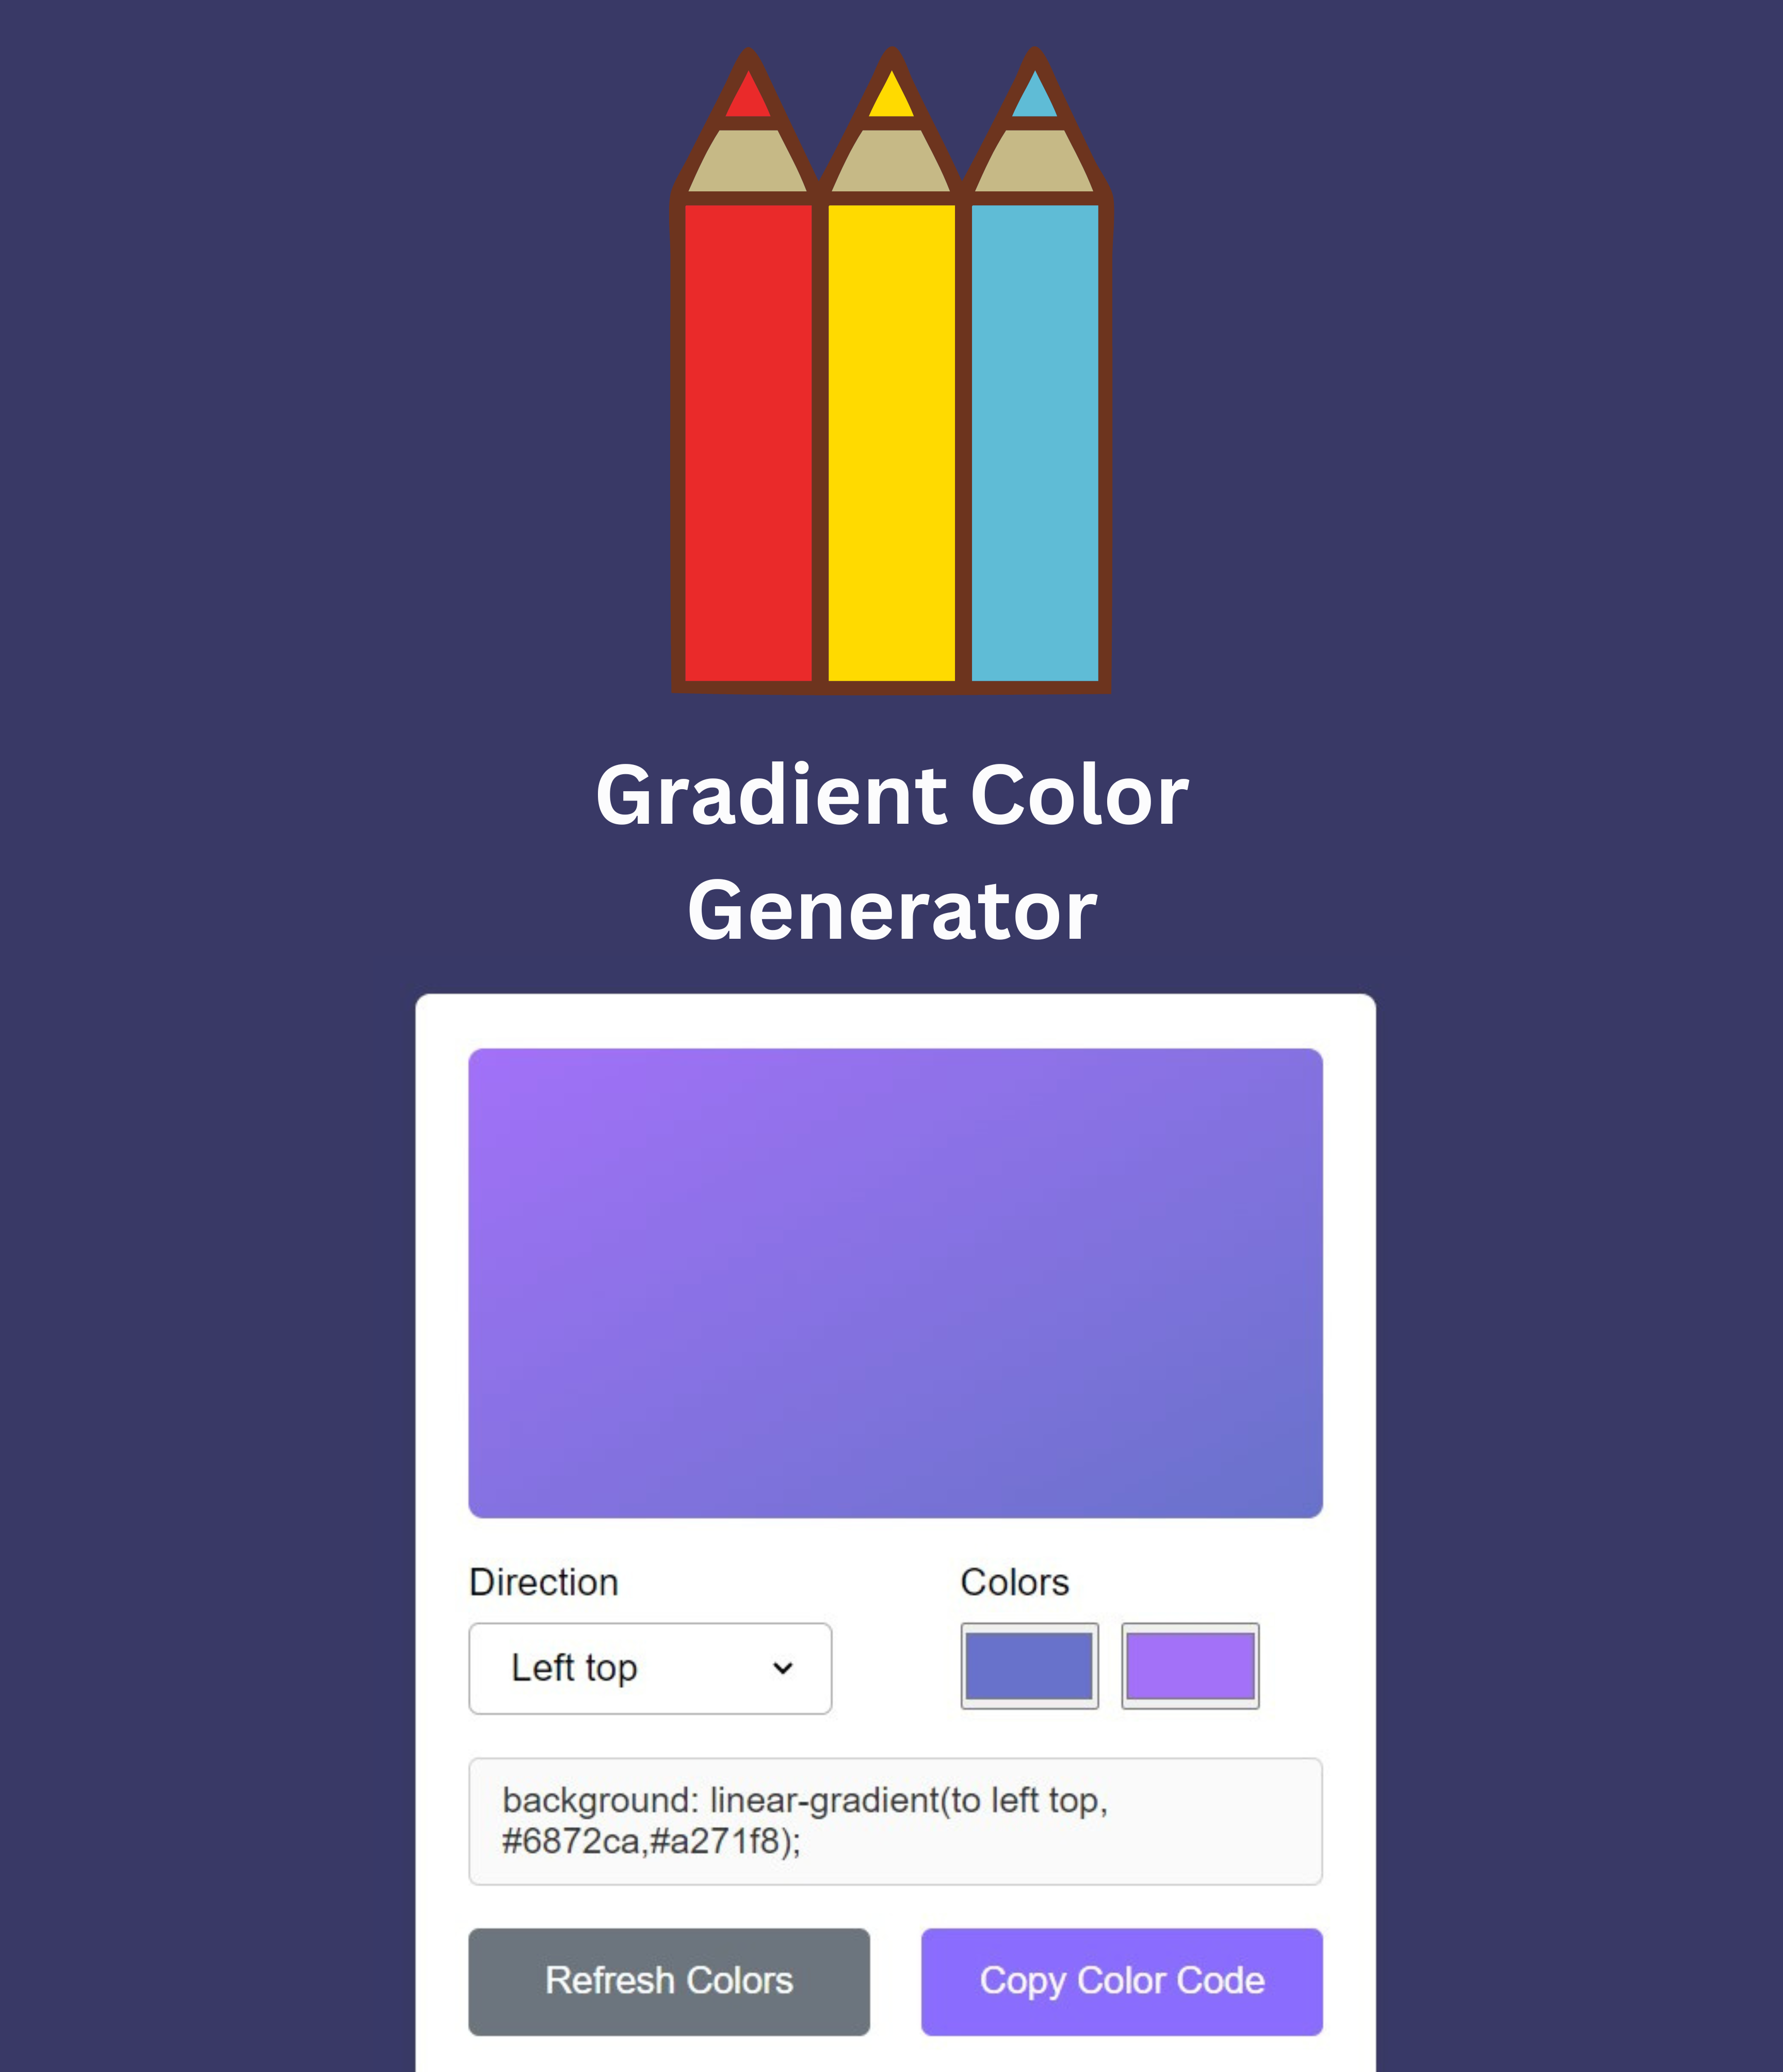 Gradient Color
Generator
Direction
Colors
Left top
background: linear-gradient(to left top,
#6872ca,#a271f8);
Refresh Colors
Copy Color Code